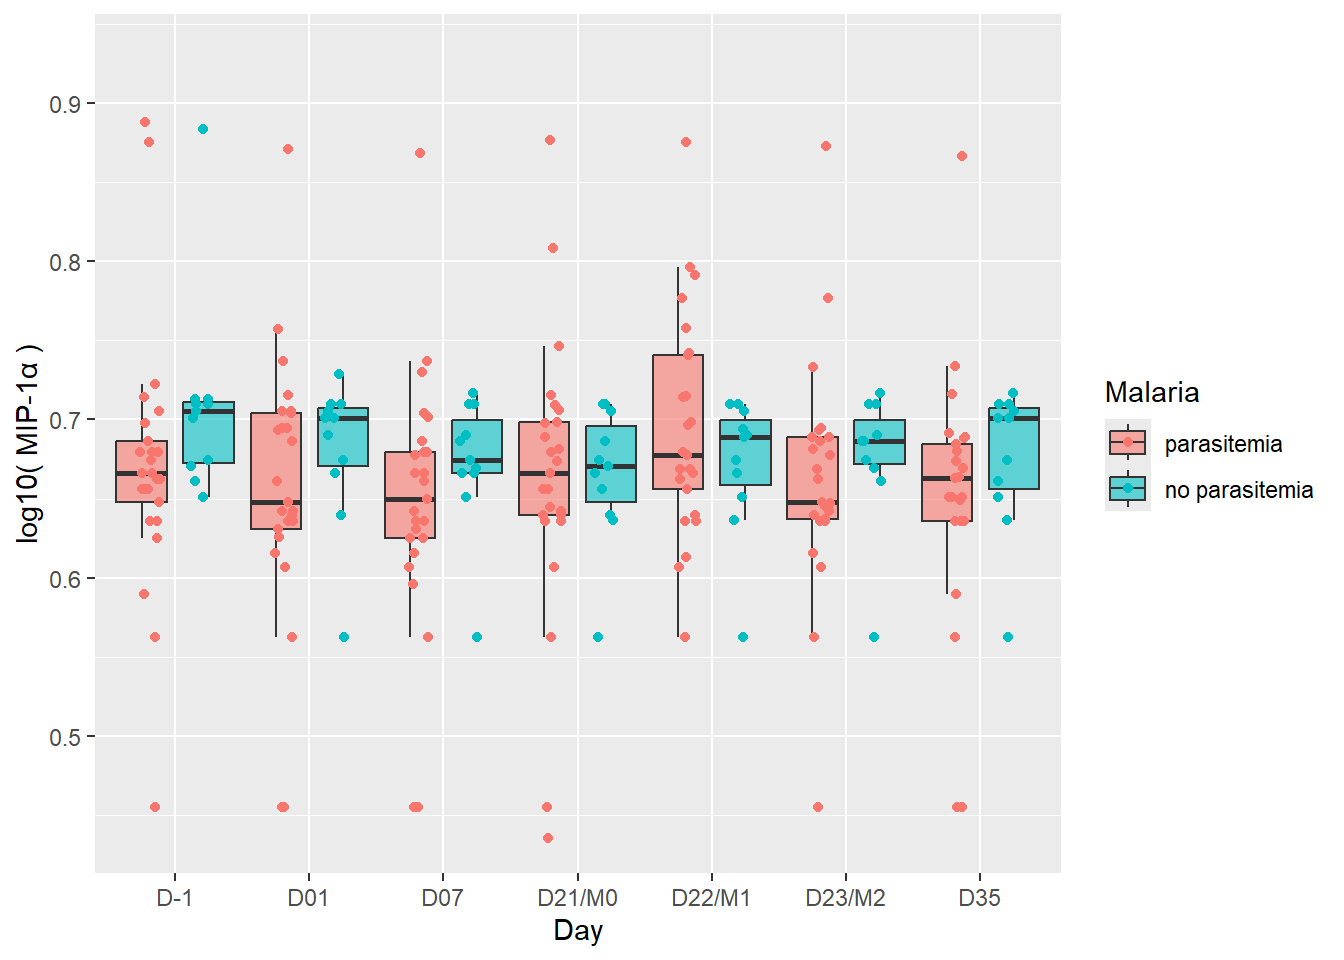 log10( MIP-1α )
0.9
0.8
0.7
0.6
0.5
D-1
D01
D07
D21/M0
D22/M1
D23/M2
D35
Day
Malaria
parasitemia
no parasitemia